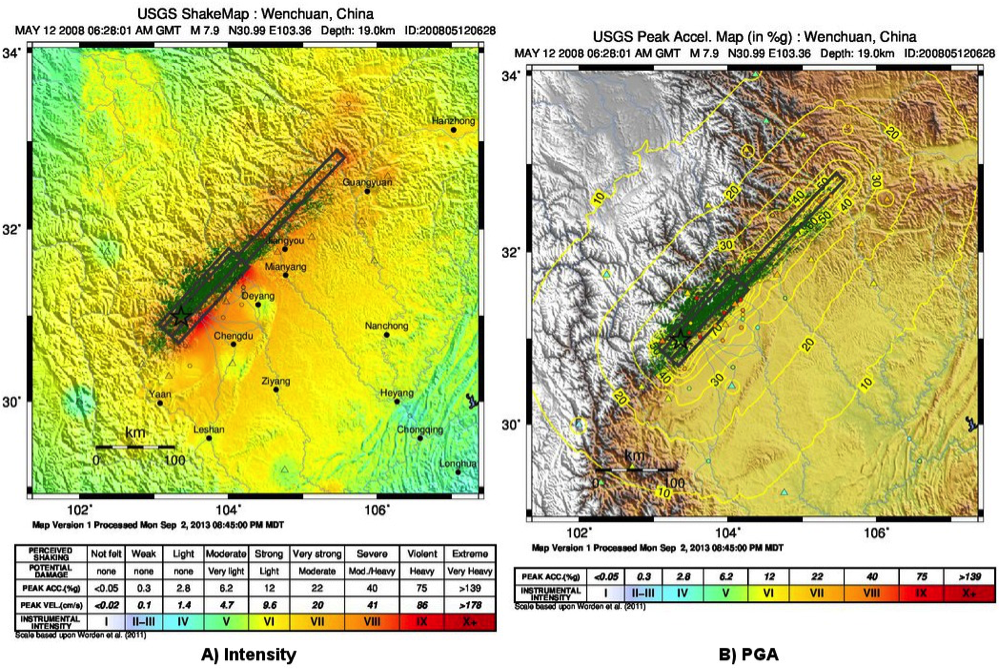 USGS ShakeMap : Wenchuan, China
MAY 12 2008 06:28:01 AM GMT M 7.9 N30.99 E103.36 Depth: 19.0km ID:200805120628
34˚
32˚
30˚
102˚ 104˚ 106˚
Hanzhong
Guangyuan
Mianyang
Deyang
Chengdu
Nanchong
Ziyang
Yaan
Heyang
Leshan
Chongqing
Longhua
km
0 100
Map Version 1 Processed Mon Sep 2, 2013 08:45:00 PM MDT
PERCEIVED SHAKING Not felt Weak Light Moderate Strong Very strong Severe Violent Extreme
POTENTIAL DAMAGE none none none Very light Light Moderate Mod./Heavy Heavy Very Heavy
PEAK ACC.(%g) <0.05 0.3 2.8 6.2 12 22 40 75 >139
PEAK VEL.(cm/s) <0.02 0.1 1.4 4.7 9.6 20 41 86 >178
INSTRUMENTAL INTENSITY I II–III IV V VI VII VIII IX X+
Scale based upon Worden et al. (2011)
A) Intensity
USGS Peak Accel. Map (in %g) : Wenchuan, China
MAY 12 2008 06:28:01 AM GMT M 7.9 N30.99 E103.36 Depth: 19.0km ID:200805120628
34˚
32˚
30˚
102˚ 104˚ 106˚
20
10
20
30
40
30
40
50
30
40
20
20
10
10
km
0 100
Map Version 1 Processed Mon Sep 2, 2013 08:45:00 PM MDT
PEAK ACC.(%g) <0.05 0.3 2.8 6.2 12 22 40 75 >139
INSTRUMENTAL INTENSITY I II–III IV V VI VII VIII IX X+
Scale based upon Worden et al. (2011)
B) PGA